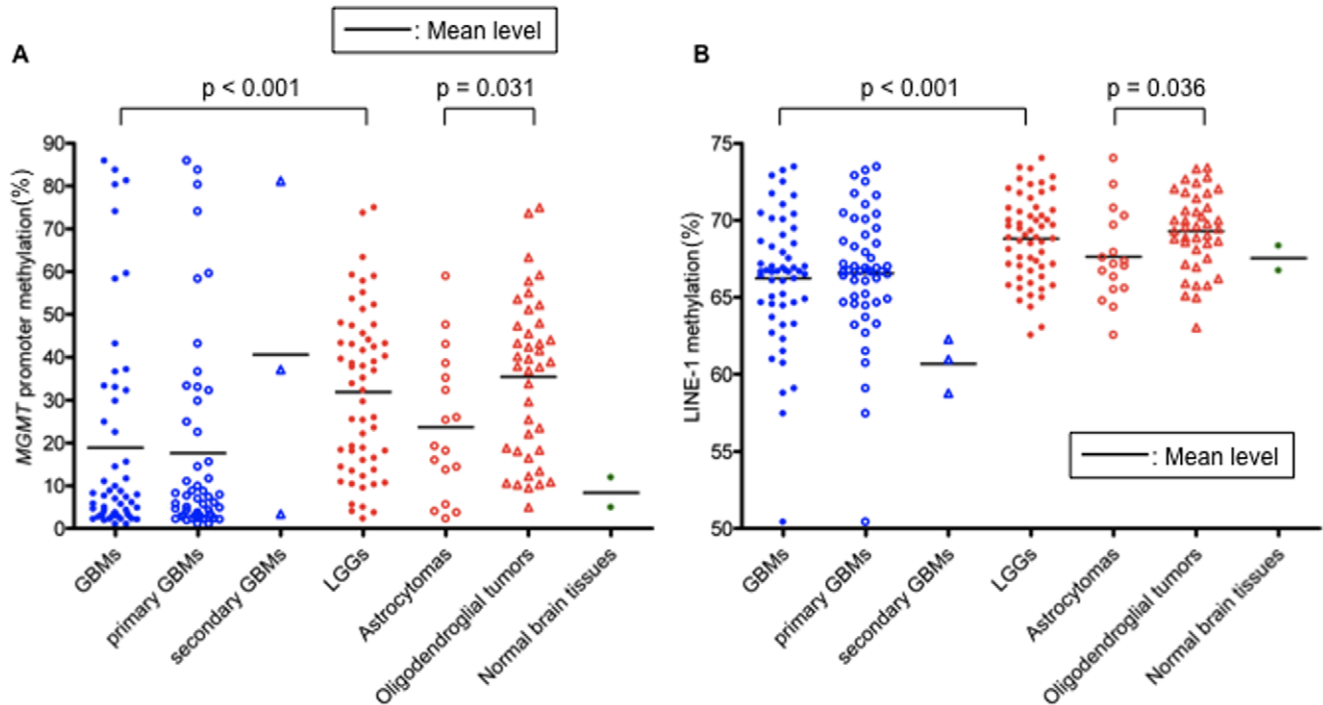 : Mean level
A
p < 0.001
p = 0.031
MGMT promoter methylation(%)
90
80
70
60
50
40
30
20
10
0
GBMs
primary GBMs
secondary GBMs
LGGs
Astrocytomas
Oligodendroglial tumors
Normal brain tissues
B
p < 0.001
p = 0.036
LINE-1 methylation(%)
75
70
65
60
55
50
: Mean level
GBMs
primary GBMs
secondary GBMs
LGGs
Astrocytomas
Oligodendroglial tumors
Normal brain tissues